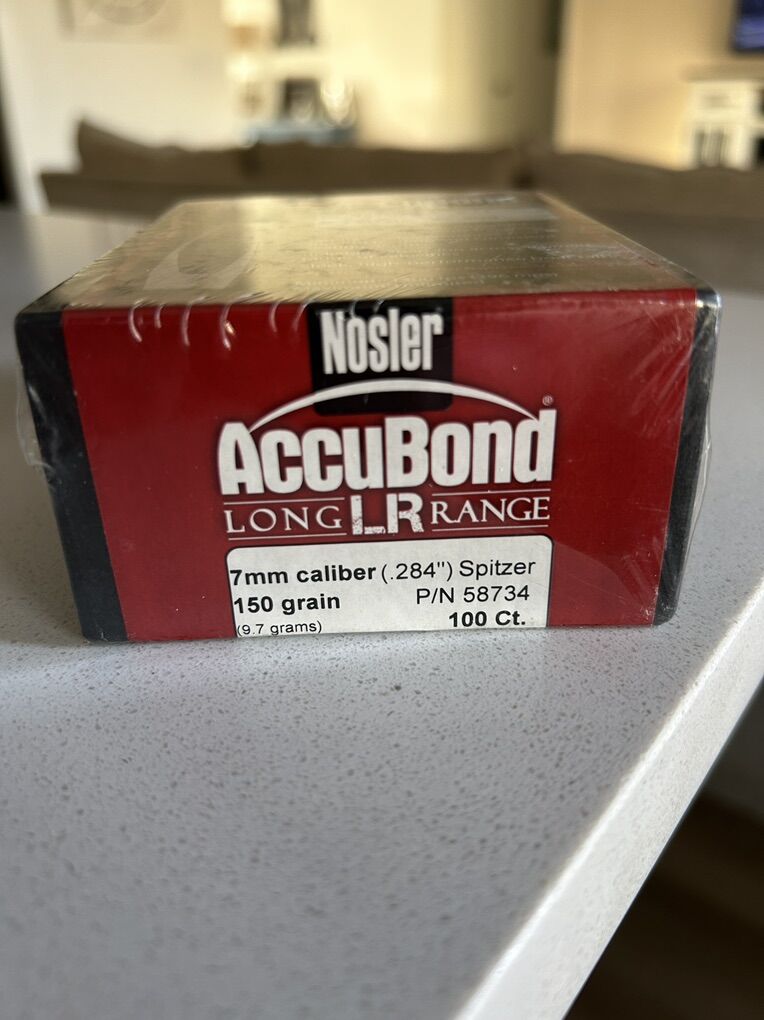 Nosler
AccuBond®
LONG LR RANGE
7mm caliber (.284") Spitzer
150 grain P/N 58734
(9.7 grams) 100 Ct.